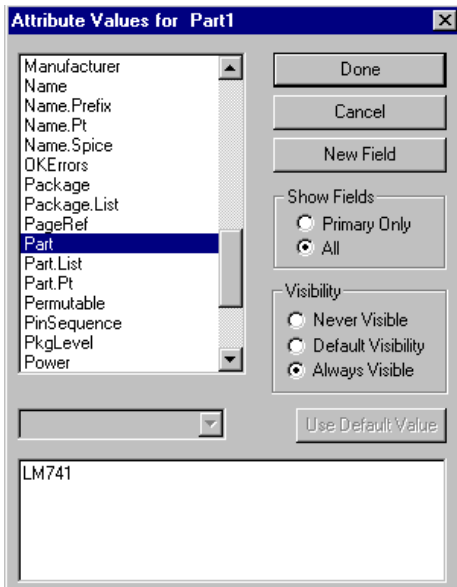 Attribute Values for Part1
Manufacturer
Name
Name.Prefix
Name.Pt
Name.Spice
OKErrors
Package
Package.List
PageRef
Part
Part.List
Part.Pt
Permutable
PinSequence
PkgLevel
Power
Done
Cancel
New Field
Show Fields
Primary Only
All
Visibility
Never Visible
Default Visibility
Always Visible
Use Default Value
LM741